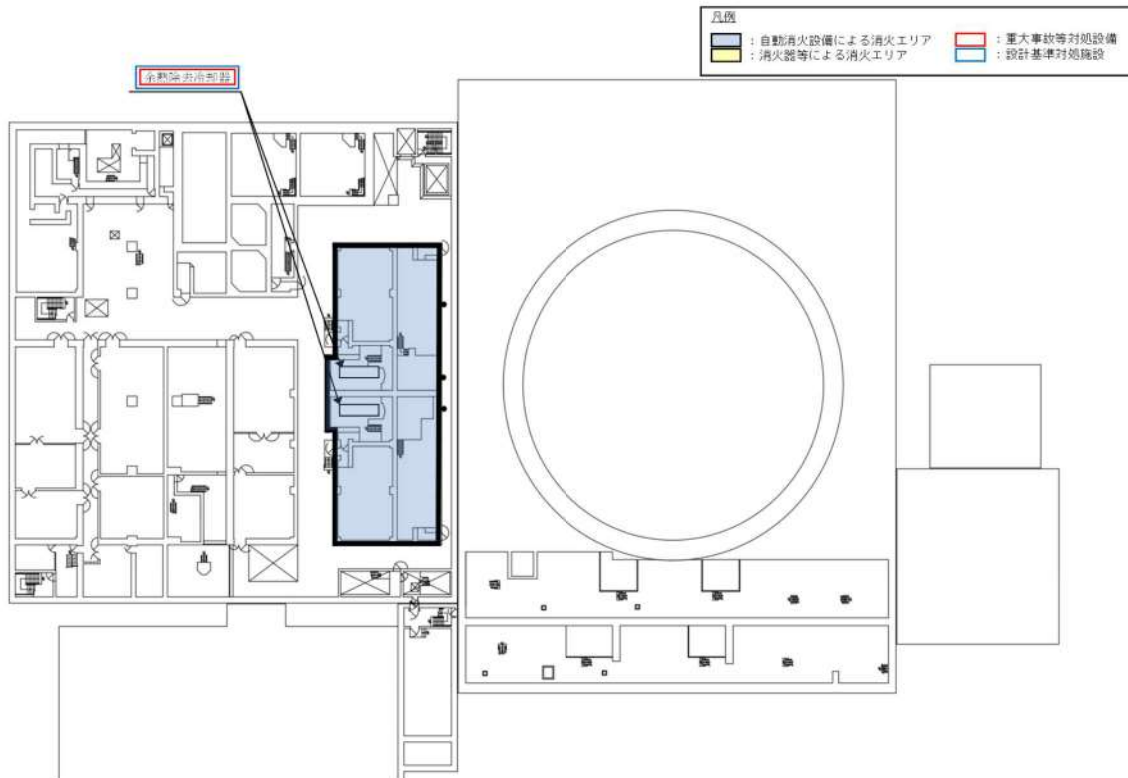 凡例
：自動消火設備による消火エリア
：重大事故等対処設備
：消火器等による消火エリア
：設計基準対処施設
余熱除去冷却器